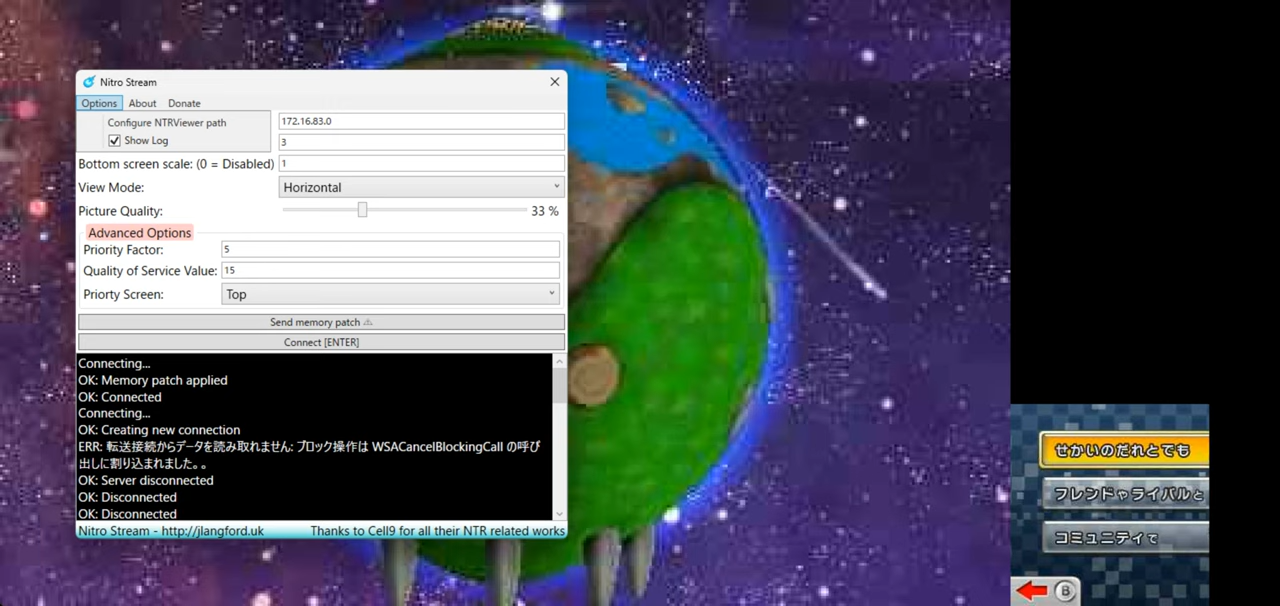 Nitro Stream
Options About Donate
Configure NTRViewer path
172.16.83.0
Show Log
3
Bottom screen scale: (0 = Disabled) 1
View Mode: Horizontal
Picture Quality: 33 %
Advanced Options
Priority Factor: 5
Quality of Service Value: 15
Priorty Screen: Top
Send memory patch ⚠
Connect [ENTER]
Connecting...
OK: Memory patch applied
OK: Connected
Connecting...
OK: Creating new connection
ERR: 転送接続からデータを読み取れません: ブロック操作は WSACancelBlockingCall の呼び
出しに割り込まれました。。
OK: Server disconnected
OK: Disconnected
OK: Disconnected
Nitro Stream - http://jlangford.uk Thanks to Cell9 for all their NTR related works
せかいのだれとでも
フレンドやライバルと
コミュニティで
B